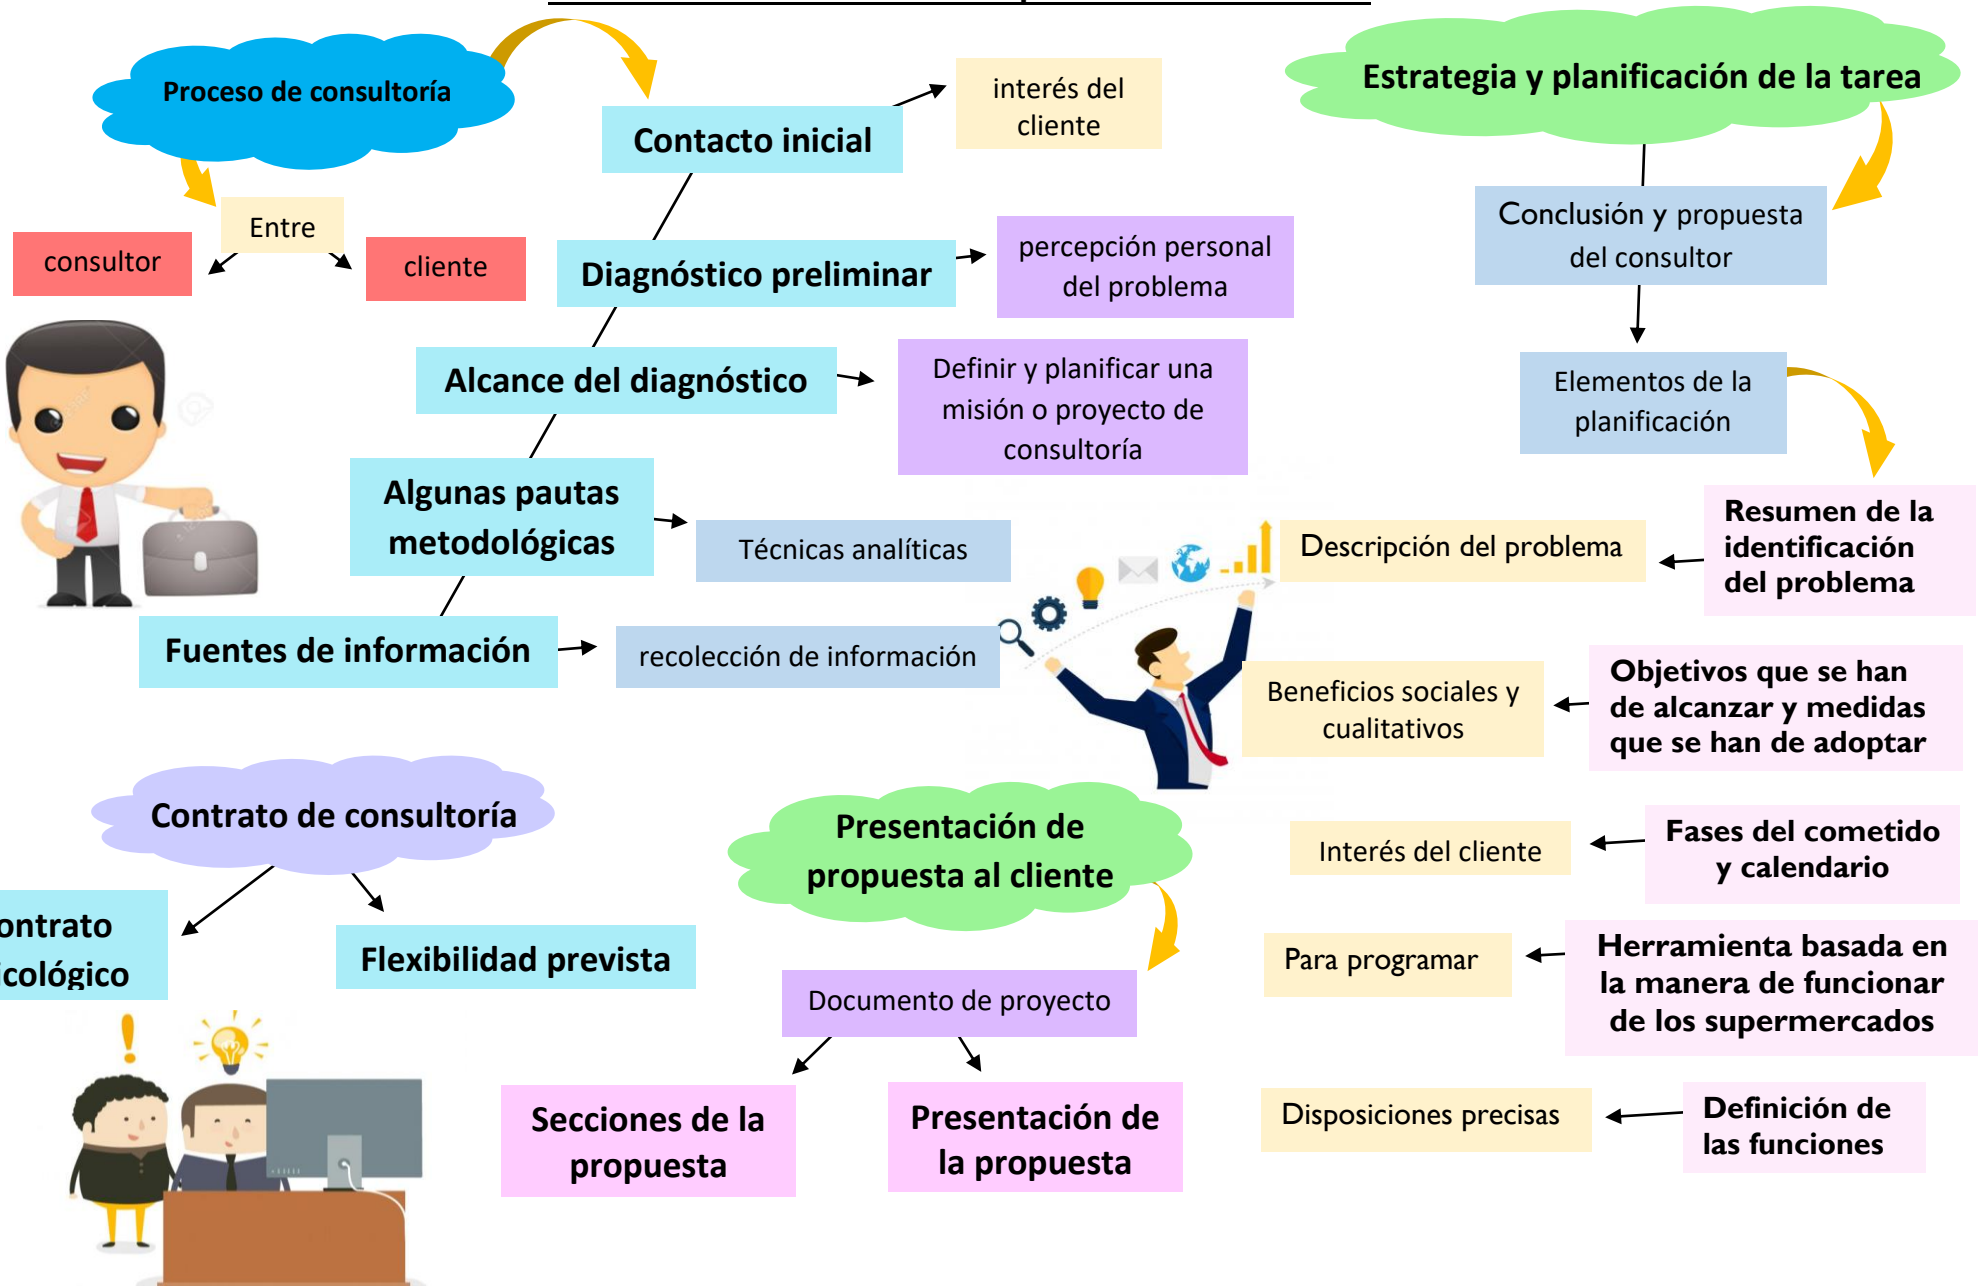 Proceso de consultoría
Entre
consultor
cliente
Contacto inicial
interés del
cliente
Diagnóstico preliminar
percepción personal
del problema
Alcance del diagnóstico
Definir y planificar una
misión o proyecto de
consultoría
Algunas pautas
metodológicas
Técnicas analíticas
Fuentes de información
recolección de información
Estrategia y planificación de la tarea
Conclusión y propuesta
del consultor
Elementos de la
planificación
Resumen de la
identificación
del problema
Descripción del problema
Objetivos que se han
de alcanzar y medidas
que se han de adoptar
Beneficios sociales y
cualitativos
Fases del cometido
y calendario
Interés del cliente
Herramienta basada en
la manera de funcionar
de los supermercados
Para programar
Definición de
las funciones
Disposiciones precisas
Contrato de consultoría
ontrato
icológico
Flexibilidad prevista
Presentación de
propuesta al cliente
Documento de proyecto
Secciones de la
propuesta
Presentación de
la propuesta